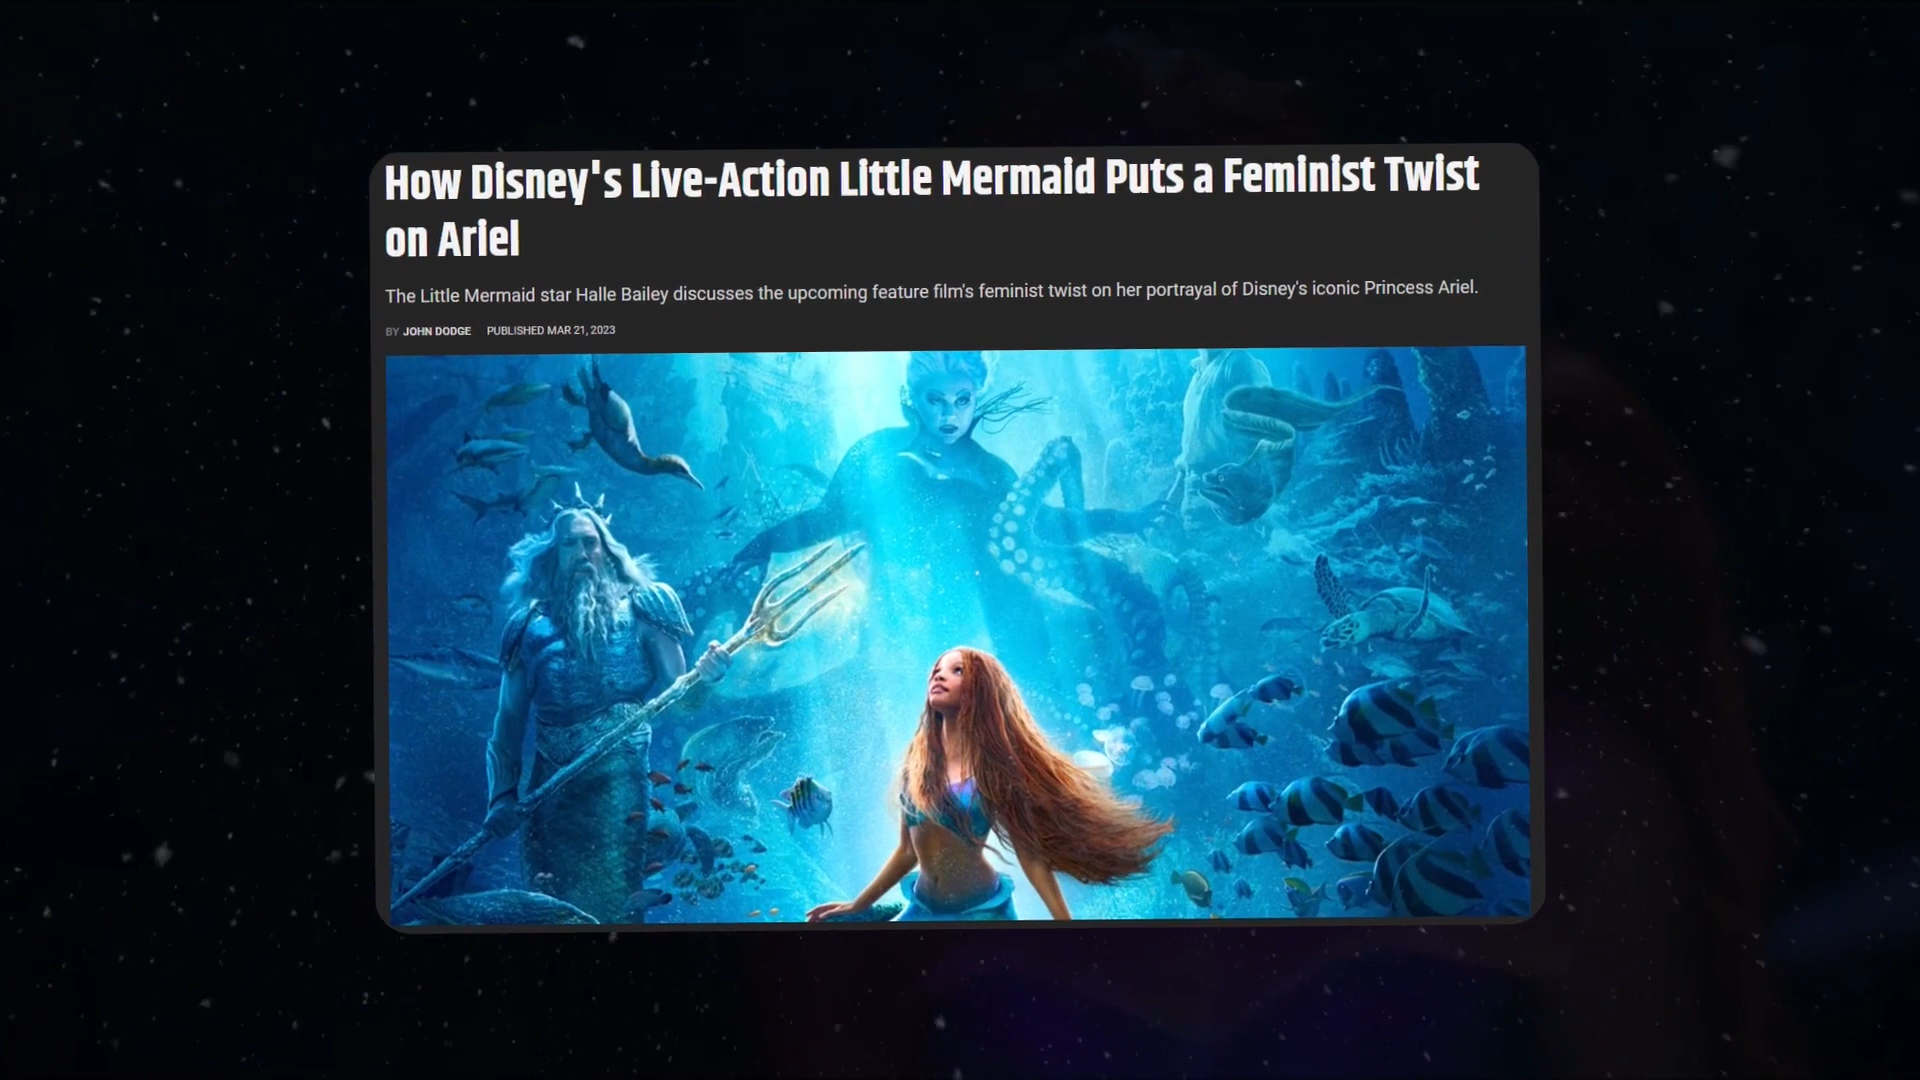 How Disney's Live-Action Little Mermaid Puts a Feminist Twist
on Ariel
The Little Mermaid star Halle Bailey discusses the upcoming feature film's feminist twist on her portrayal of Disney's iconic Princess Ariel.
BY JOHN DODGE PUBLISHED MAR 21, 2023